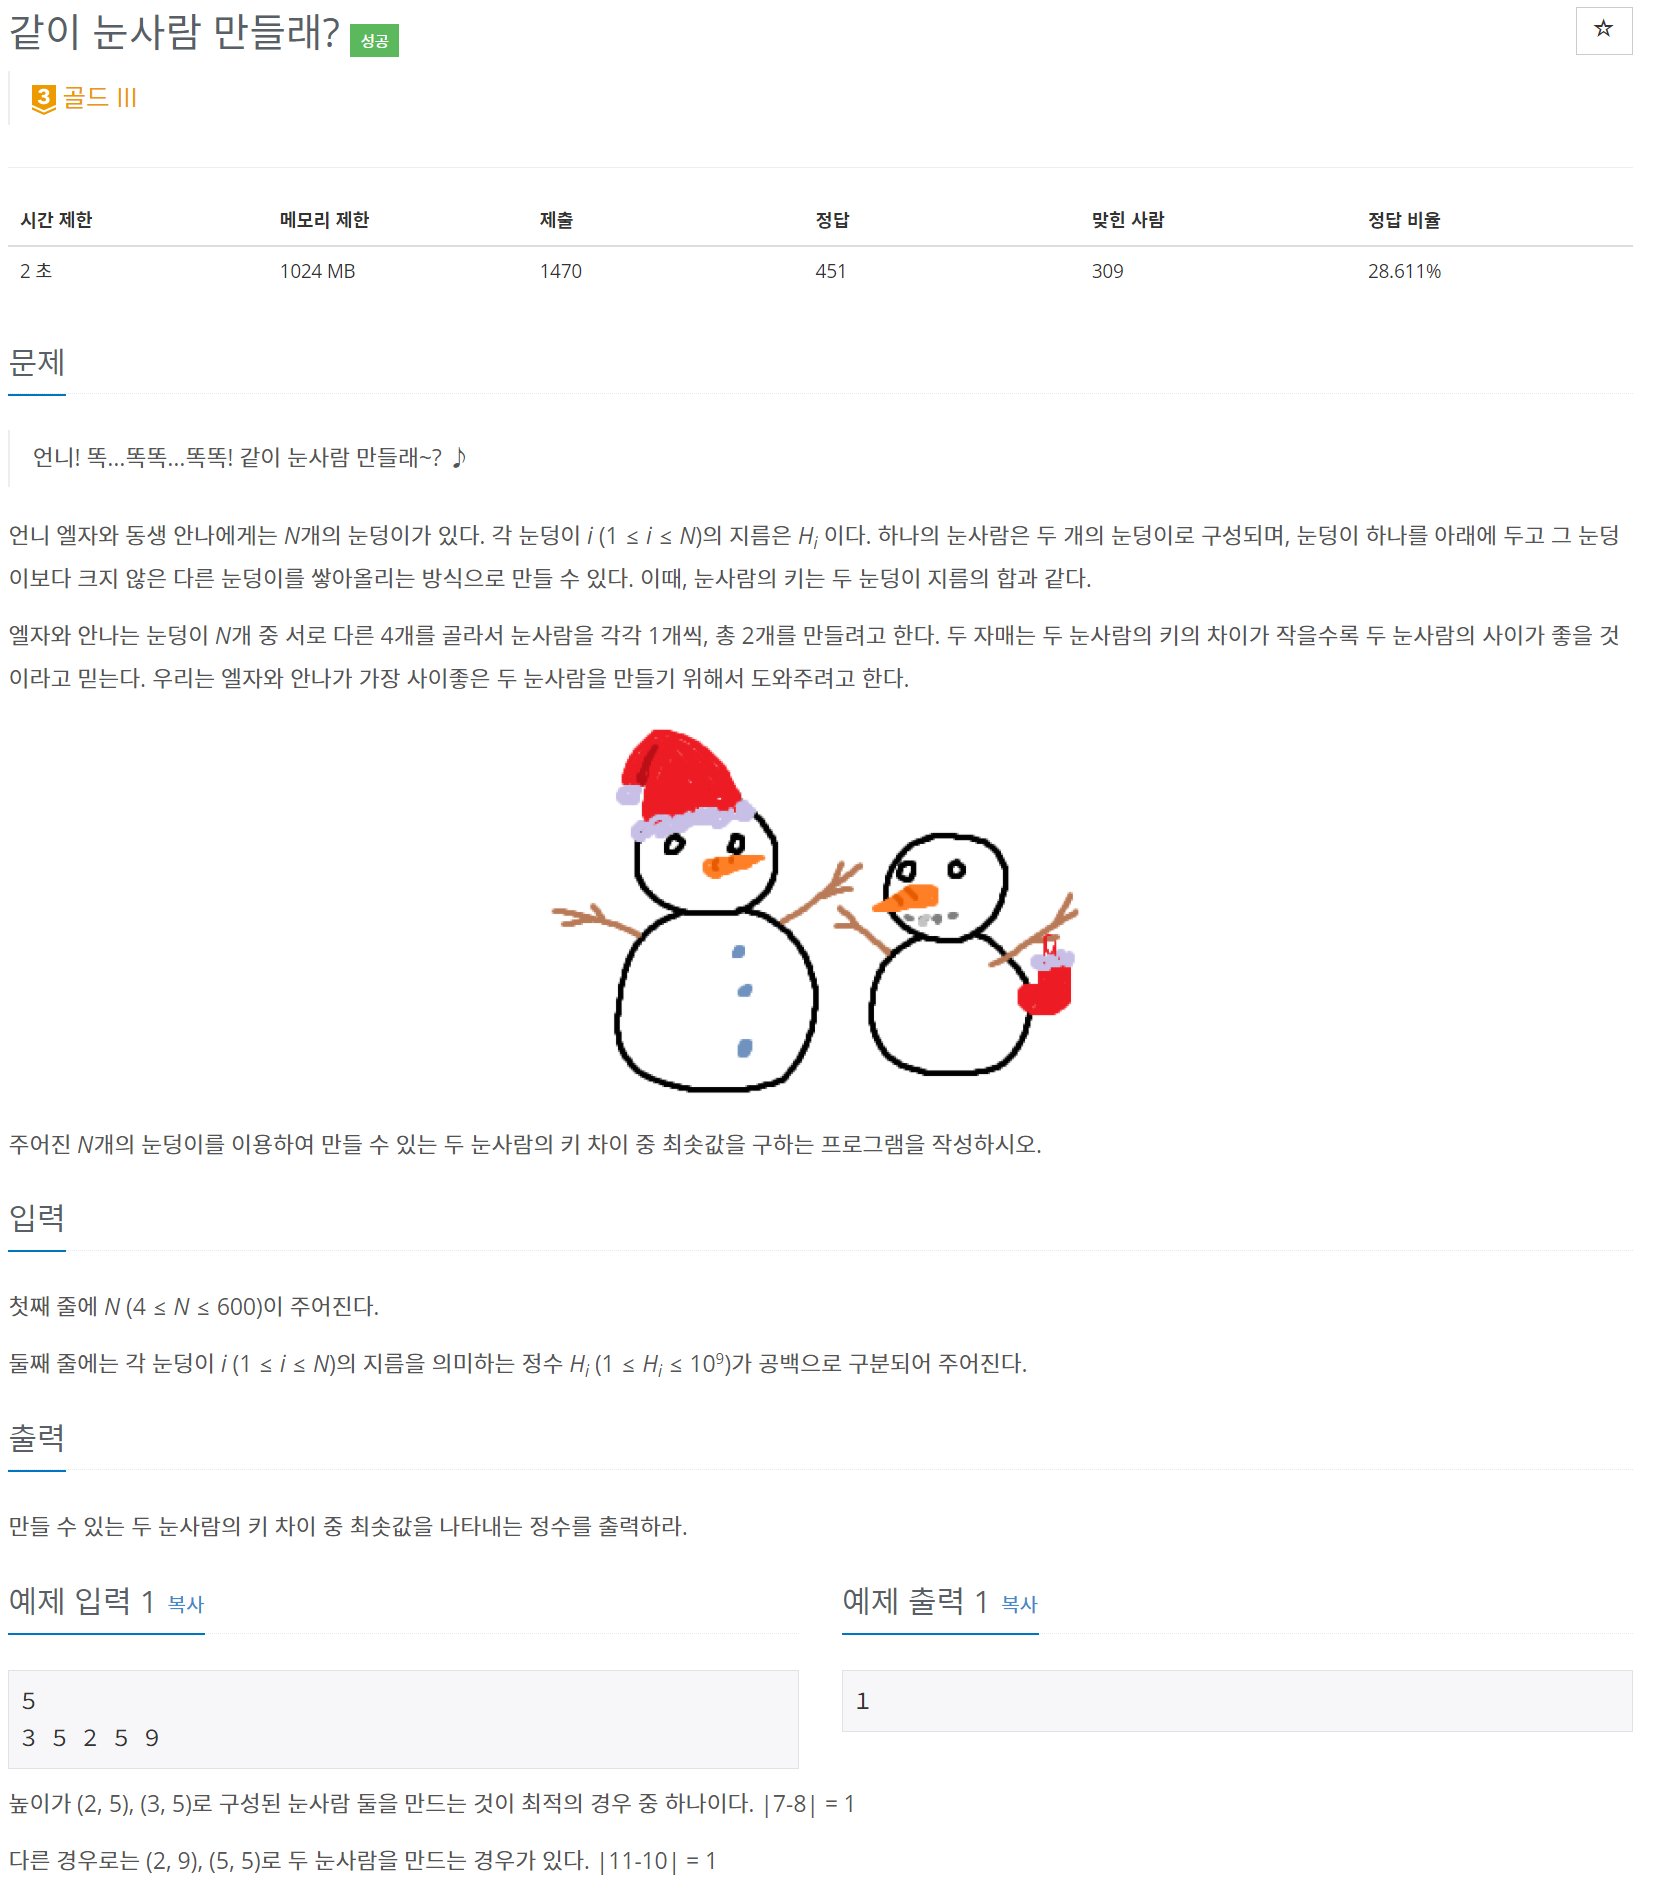 같이 눈사람 만들래? 성공
☆
3 골드 III
시간 제한 메모리 제한 제출 정답 맞힌 사람 정답 비율
2 초 1024 MB 1470 451 309 28.611%
문제
언니! 똑...똑똑...똑똑! 같이 눈사람 만들래~? ♪
언니 엘자와 동생 안나에게는 N개의 눈덩이가 있다. 각 눈덩이 i (1 ≤ i ≤ N)의 지름은 Hi 이다. 하나의 눈사람은 두 개의 눈덩이로 구성되며, 눈덩이 하나를 아래에 두고 그 눈덩
이보다 크지 않은 다른 눈덩이를 쌓아올리는 방식으로 만들 수 있다. 이때, 눈사람의 키는 두 눈덩이 지름의 합과 같다.
엘자와 안나는 눈덩이 N개 중 서로 다른 4개를 골라서 눈사람을 각각 1개씩, 총 2개를 만들려고 한다. 두 자매는 두 눈사람의 키의 차이가 작을수록 두 눈사람의 사이가 좋을 것
이라고 믿는다. 우리는 엘자와 안나가 가장 사이좋은 두 눈사람을 만들기 위해서 도와주려고 한다.
주어진 N개의 눈덩이를 이용하여 만들 수 있는 두 눈사람의 키 차이 중 최솟값을 구하는 프로그램을 작성하시오.
입력
첫째 줄에 N (4 ≤ N ≤ 600)이 주어진다.
둘째 줄에는 각 눈덩이 i (1 ≤ i ≤ N)의 지름을 의미하는 정수 Hi (1 ≤ Hi ≤ 10⁹)가 공백으로 구분되어 주어진다.
출력
만들 수 있는 두 눈사람의 키 차이 중 최솟값을 나타내는 정수를 출력하라.
예제 입력 1 복사
5
3 5 2 5 9
예제 출력 1 복사
1
높이가 (2, 5), (3, 5)로 구성된 눈사람 둘을 만드는 것이 최적의 경우 중 하나이다. |7-8| = 1
다른 경우로는 (2, 9), (5, 5)로 두 눈사람을 만드는 경우가 있다. |11-10| = 1